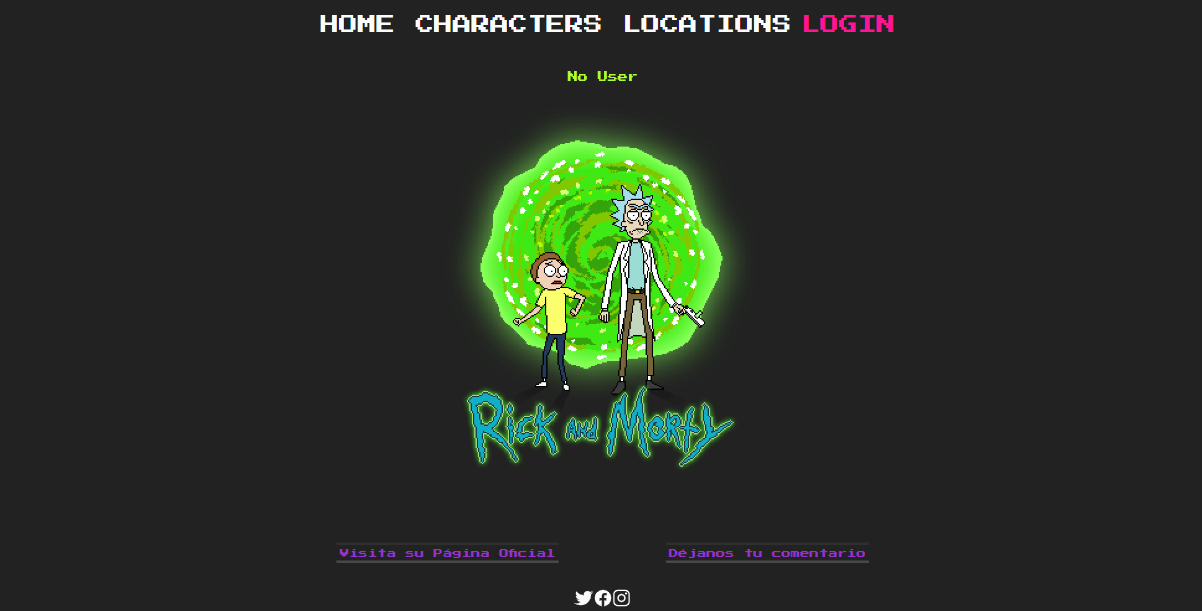 HOME CHARACTERS LOCATIONS LOGIN
No User
Rick and Morty
Visita su Página Oficial
Déjanos tu comentario